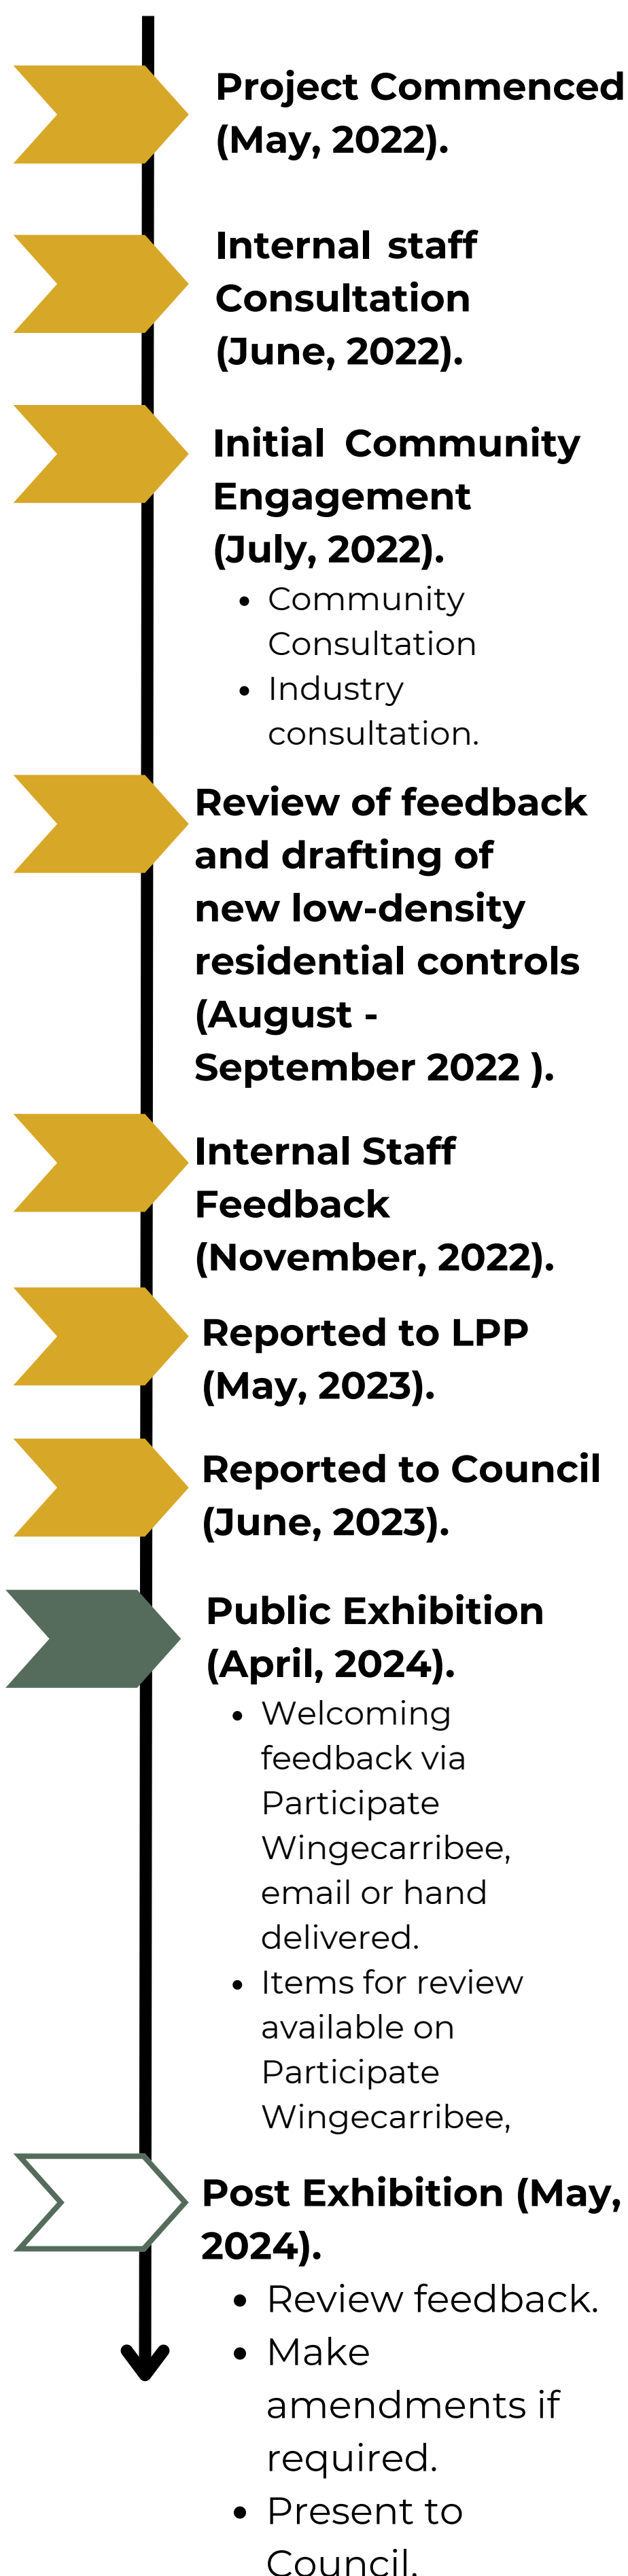 Project Commenced
(May, 2022).
Internal staff
Consultation
(June, 2022).
Initial Community
Engagement
(July, 2022).
• Community
Consultation
• Industry
consultation.
Review of feedback
and drafting of
new low-density
residential controls
(August -
September 2022 ).
Internal Staff
Feedback
(November, 2022).
Reported to LPP
(May, 2023).
Reported to Council
(June, 2023).
Public Exhibition
(April, 2024).
• Welcoming
feedback via
Participate
Wingecarribee,
email or hand
delivered.
• Items for review
available on
Participate
Wingecarribee,
Post Exhibition (May,
2024).
• Review feedback.
• Make
amendments if
required.
• Present to
Council.